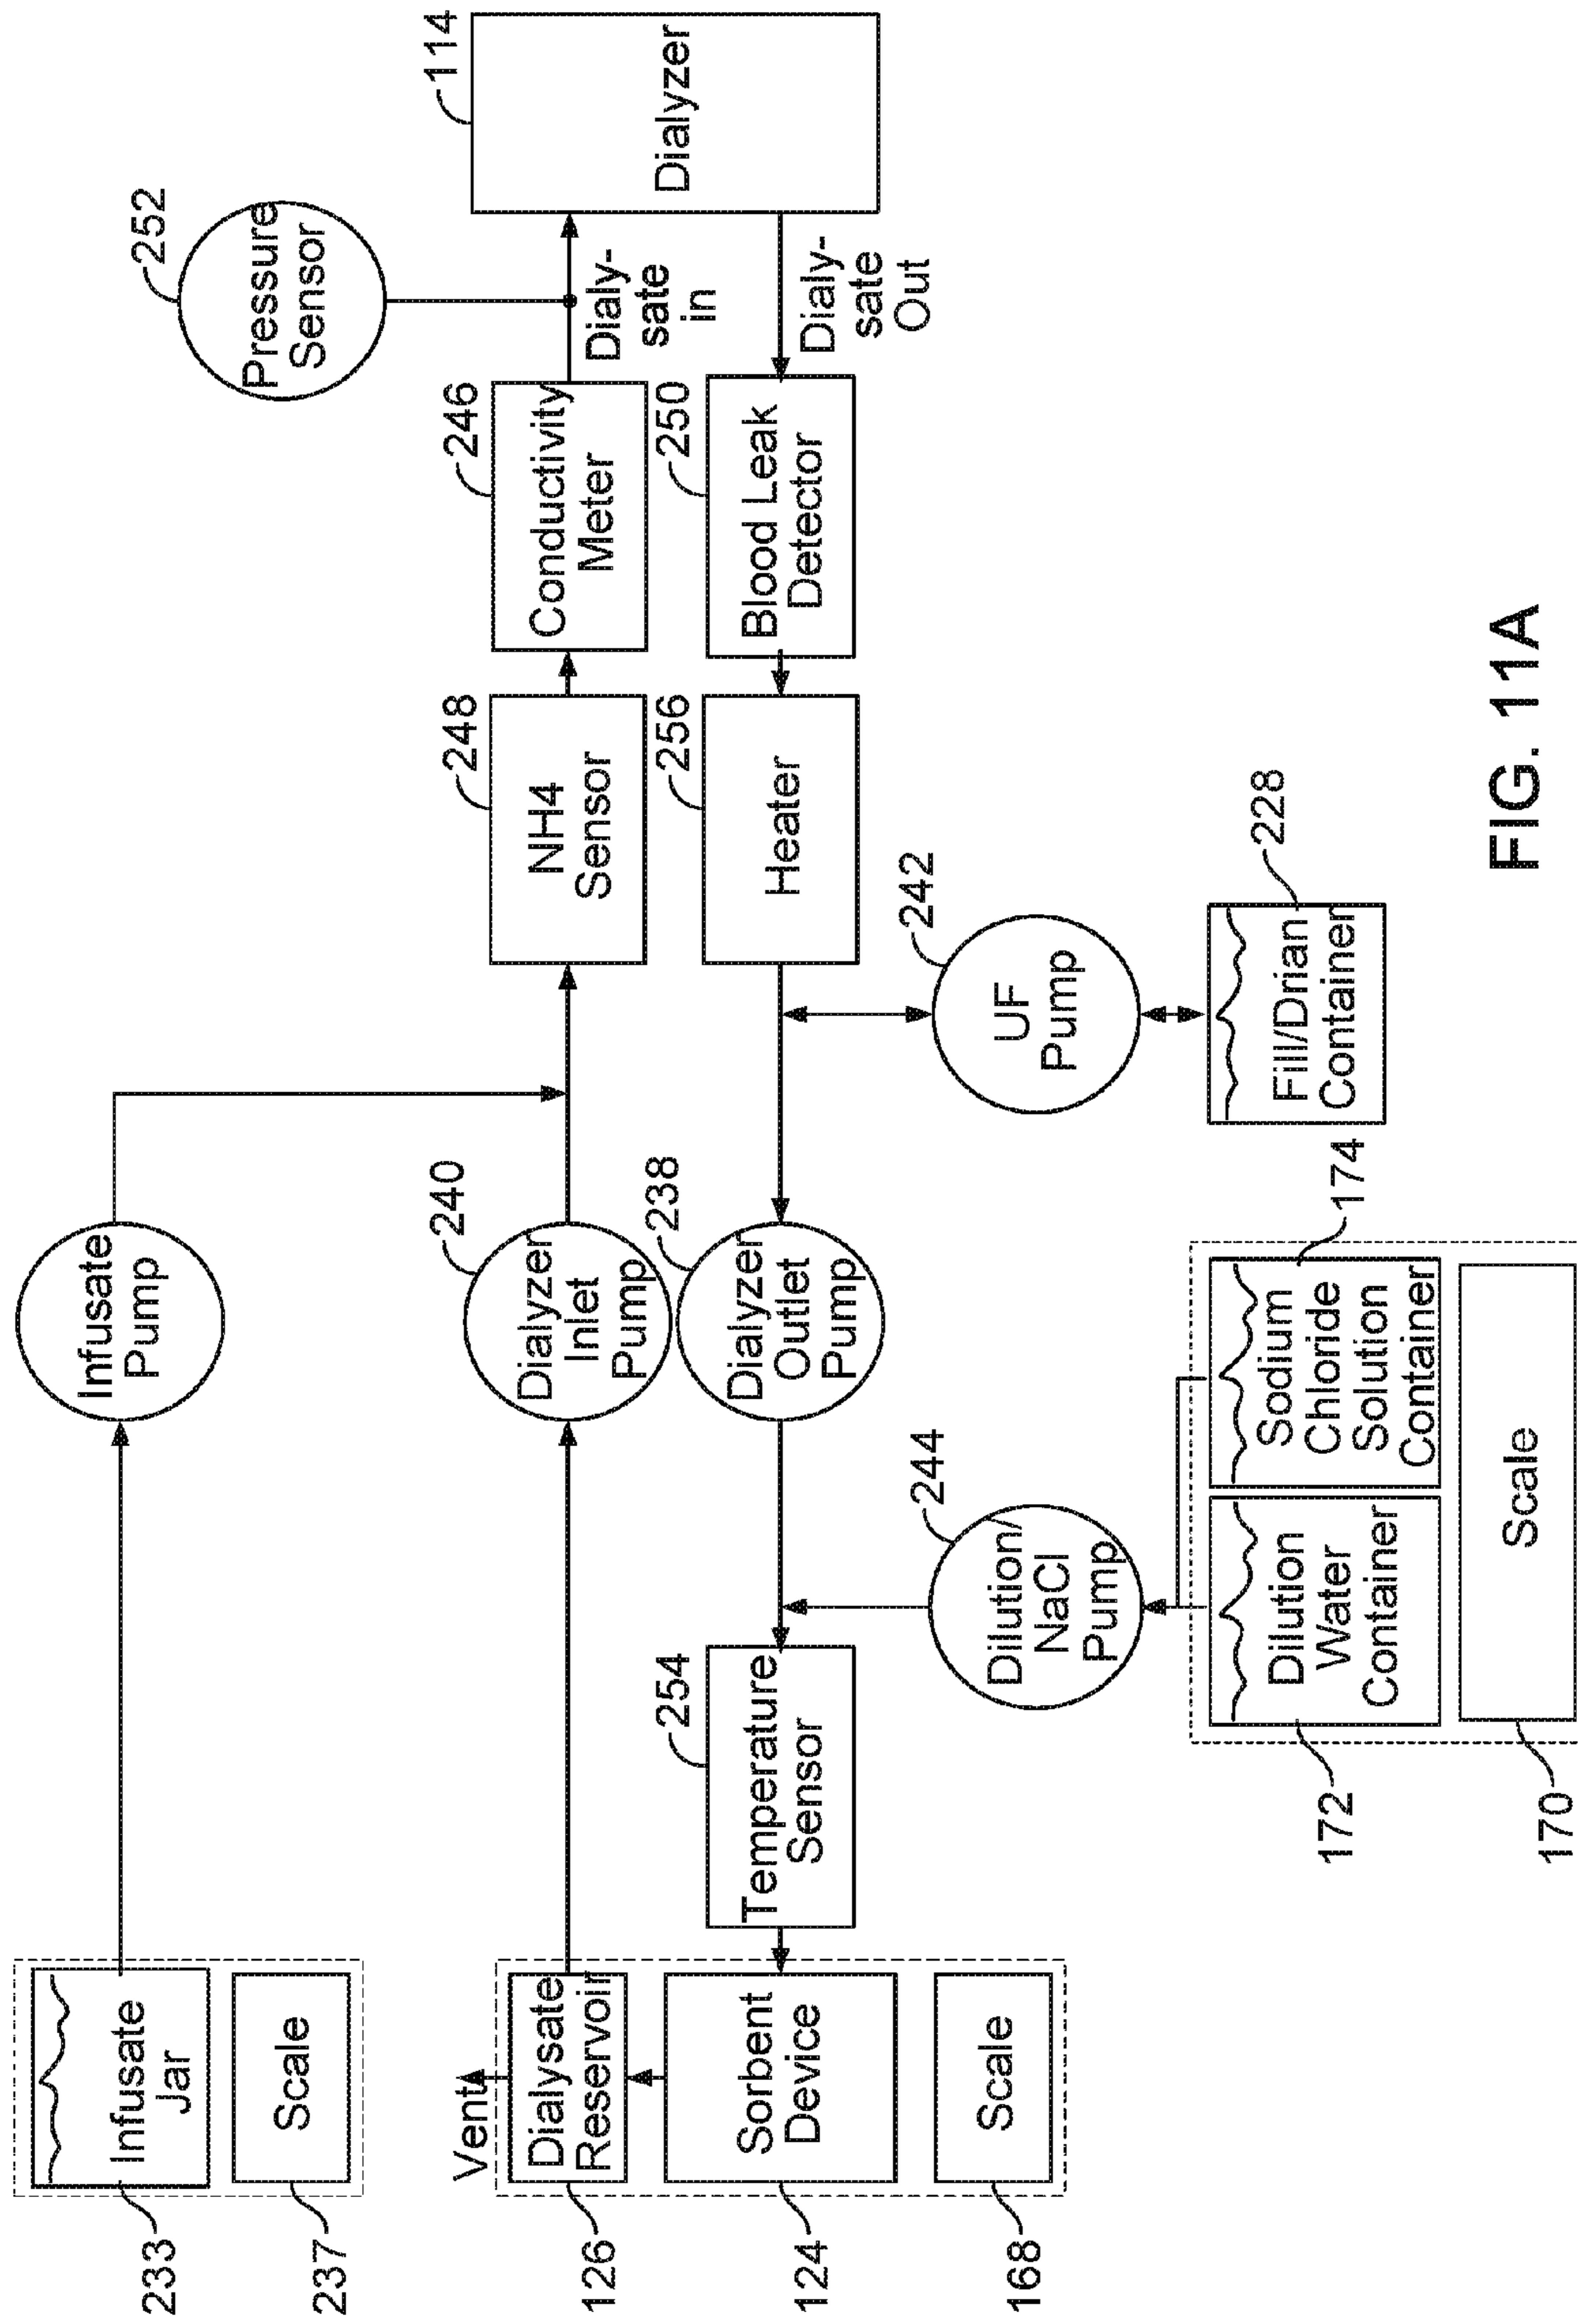 233
Infusate
Jar
237
Scale
Infusate
Pump
252
Pressure
Sensor
114
Dialyzer
Vent
126
Dialysate
Reservoir
240
Dialyzer
Inlet
Pump
248
NH4
Sensor
246
Conductivity
Meter
Dialy-
sate
in
124
Sorbent
Device
254
Temperature
Sensor
238
Dialyzer
Outlet
Pump
256
Heater
250
Blood Leak
Detector
Dialy-
sate
Out
168
Scale
244
Dilution/
NaCl
Pump
242
UF
Pump
172
Dilution
Water
Container
174
Sodium
Chloride
Solution
Container
228
Fill/Drian
Container
170
Scale
FIG. 11A